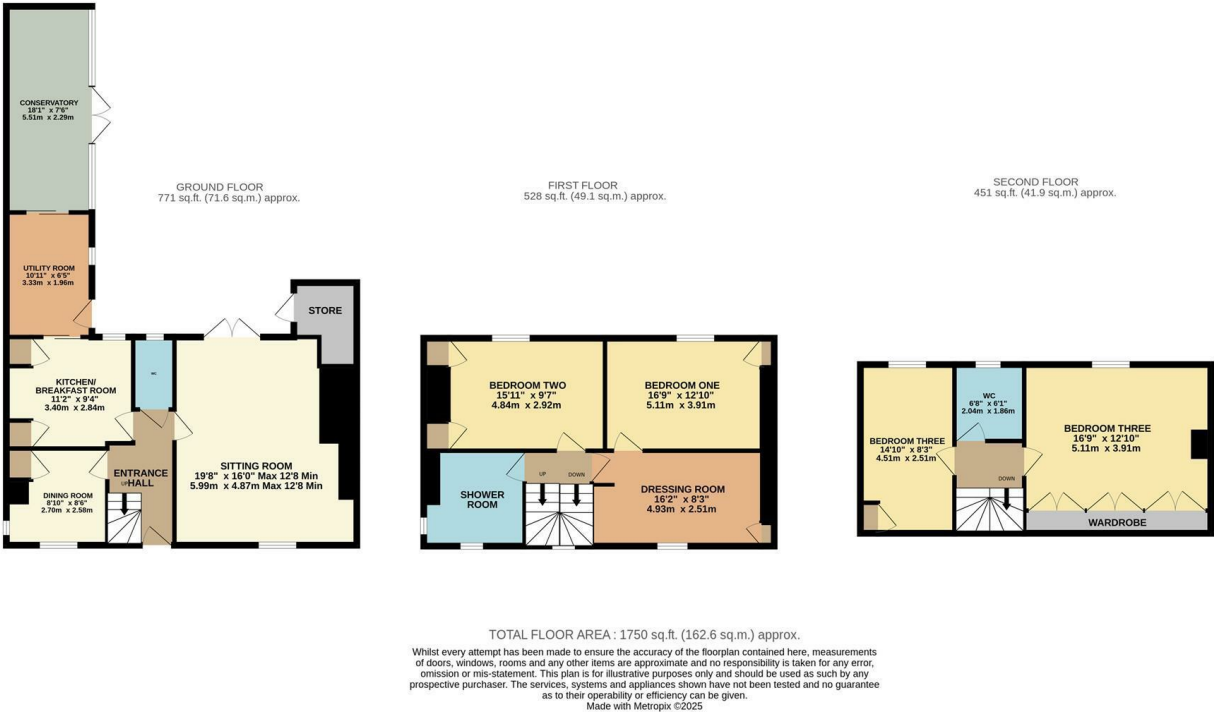 CONSERVATORY
18'1" x 7'6"
5.51m x 2.29m
GROUND FLOOR
771 sq.ft. (71.6 sq.m.) approx.
UTILITY ROOM
10'11" x 6'5"
3.33m x 1.96m
STORE
KITCHEN/
BREAKFAST ROOM
11'2" x 9'4"
3.40m x 2.84m
WC
SITTING ROOM
19'8" x 16'0" Max 12'8 Min
5.99m x 4.87m Max 12'8 Min
ENTRANCE
HALL
UP
DINING ROOM
8'10" x 8'6"
2.70m x 2.58m
FIRST FLOOR
528 sq.ft. (49.1 sq.m.) approx.
BEDROOM TWO
15'11" x 9'7"
4.84m x 2.92m
BEDROOM ONE
16'9" x 12'10"
5.11m x 3.91m
SHOWER
ROOM
UP
DOWN
DRESSING ROOM
16'2" x 8'3"
4.93m x 2.51m
SECOND FLOOR
451 sq.ft. (41.9 sq.m.) approx.
BEDROOM THREE
14'10" x 8'3"
4.51m x 2.51m
WC
6'8" x 6'1"
2.04m x 1.86m
DOWN
BEDROOM THREE
16'9" x 12'10"
5.11m x 3.91m
WARDROBE
TOTAL FLOOR AREA : 1750 sq.ft. (162.6 sq.m.) approx.
Whilst every attempt has been made to ensure the accuracy of the floorplan contained here, measurements
of doors, windows, rooms and any other items are approximate and no responsibility is taken for any error,
omission or mis-statement. This plan is for illustrative purposes only and should be used as such by any
prospective purchaser. The services, systems and appliances shown have not been tested and no guarantee
as to their operability or efficiency can be given.
Made with Metropix ©2025